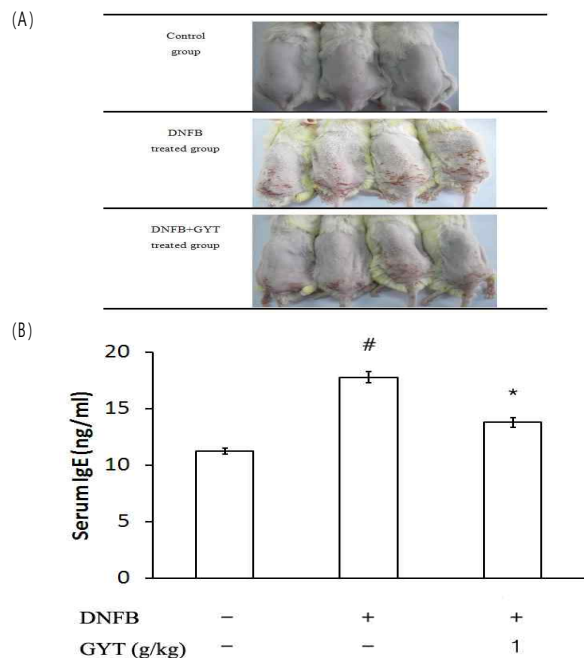 (A)
Control
group
DNFB
treated group
DNFB+GYT
treated group
(B)
Serum IgE (ng/ml)
20
15
10
5
0
#
*
DNFB − + +
GYT (g/kg) − − 1